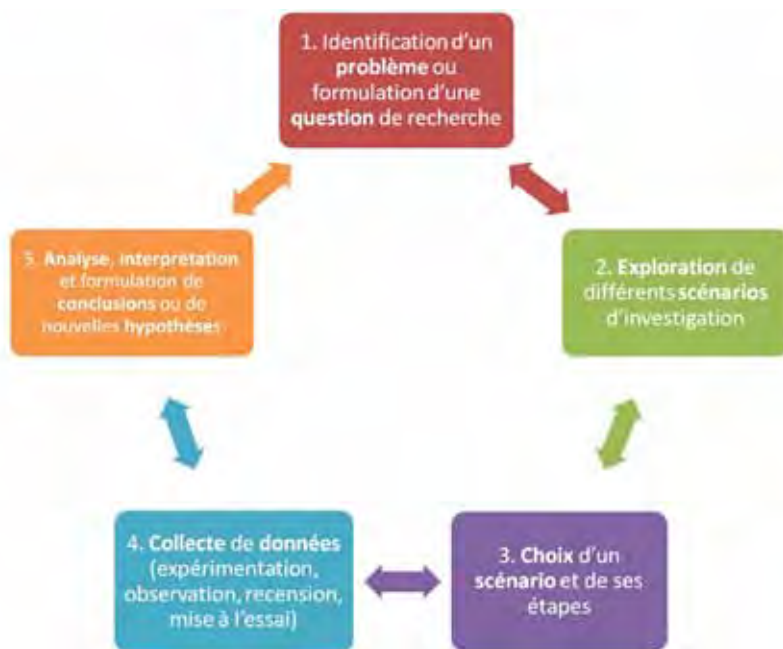 1. Identification d'un
problème ou
formulation d'une
question de recherche
2. Exploration de
différents scénarios
d'investigation
3. Choix d'un
scénario et de ses
étapes
4. Collecte de données
(expérimentation,
observation, recension,
mise à l'essai)
5. Analyse, interprétation
et formulation de
conclusions ou de
nouvelles hypothèses